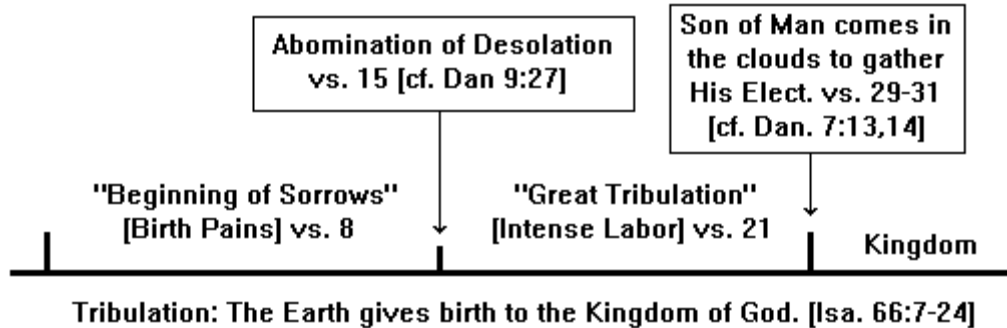 Abomination of Desolation
vs. 15 [cf. Dan 9:27]
Son of Man comes in
the clouds to gather
His Elect. vs. 29-31
[cf. Dan. 7:13,14]
"Beginning of Sorrows"
[Birth Pains] vs. 8
"Great Tribulation"
[Intense Labor] vs. 21
Kingdom
Tribulation: The Earth gives birth to the Kingdom of God. [Isa. 66:7-24]